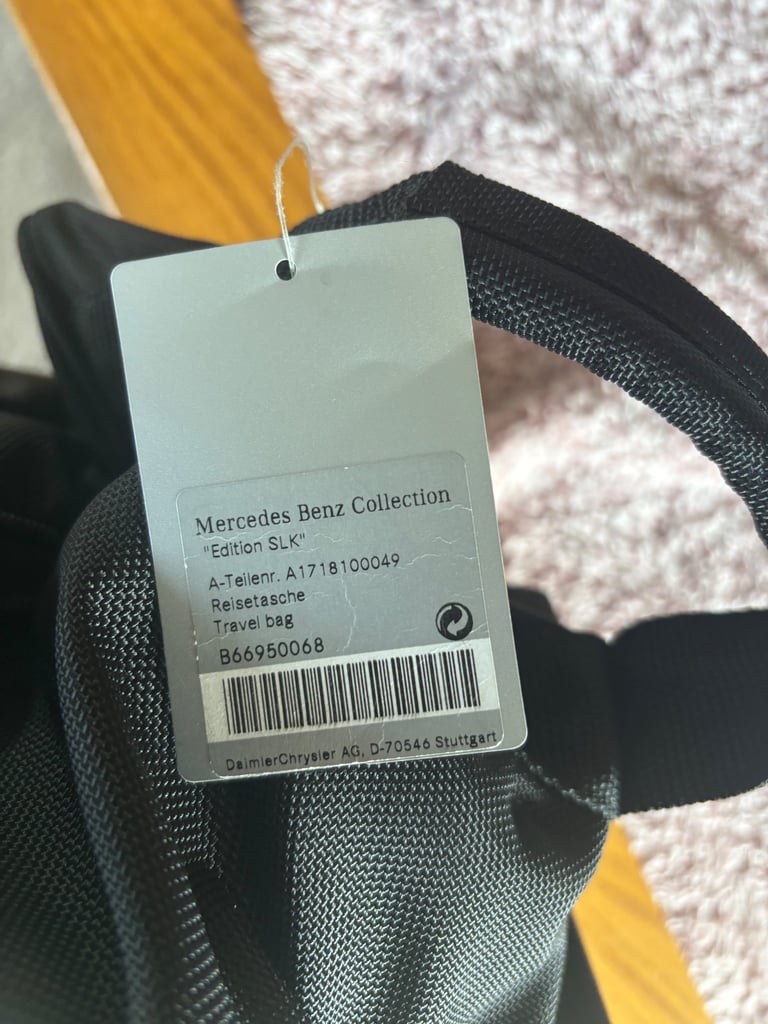 Mercedes Benz Collection
"Edition SLK"
A-Teilenr. A1718100049
Reisetasche
Travel bag
B66950068
DaimlerChrysler AG, D-70546 Stuttgart